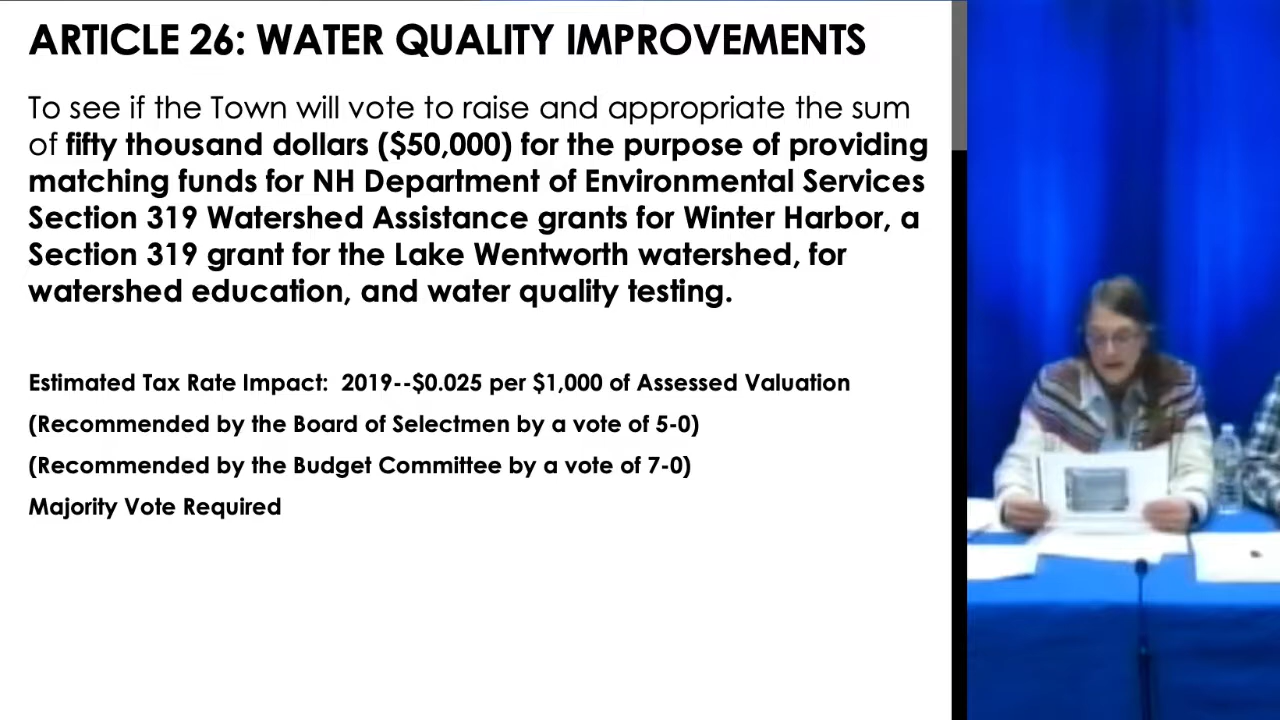 ARTICLE 26: WATER QUALITY IMPROVEMENTS
To see if the Town will vote to raise and appropriate the sum
of fifty thousand dollars ($50,000) for the purpose of providing
matching funds for NH Department of Environmental Services
Section 319 Watershed Assistance grants for Winter Harbor, a
Section 319 grant for the Lake Wentworth watershed, for
watershed education, and water quality testing.
Estimated Tax Rate Impact: 2019--$0.025 per $1,000 of Assessed Valuation
(Recommended by the Board of Selectmen by a vote of 5-0)
(Recommended by the Budget Committee by a vote of 7-0)
Majority Vote Required